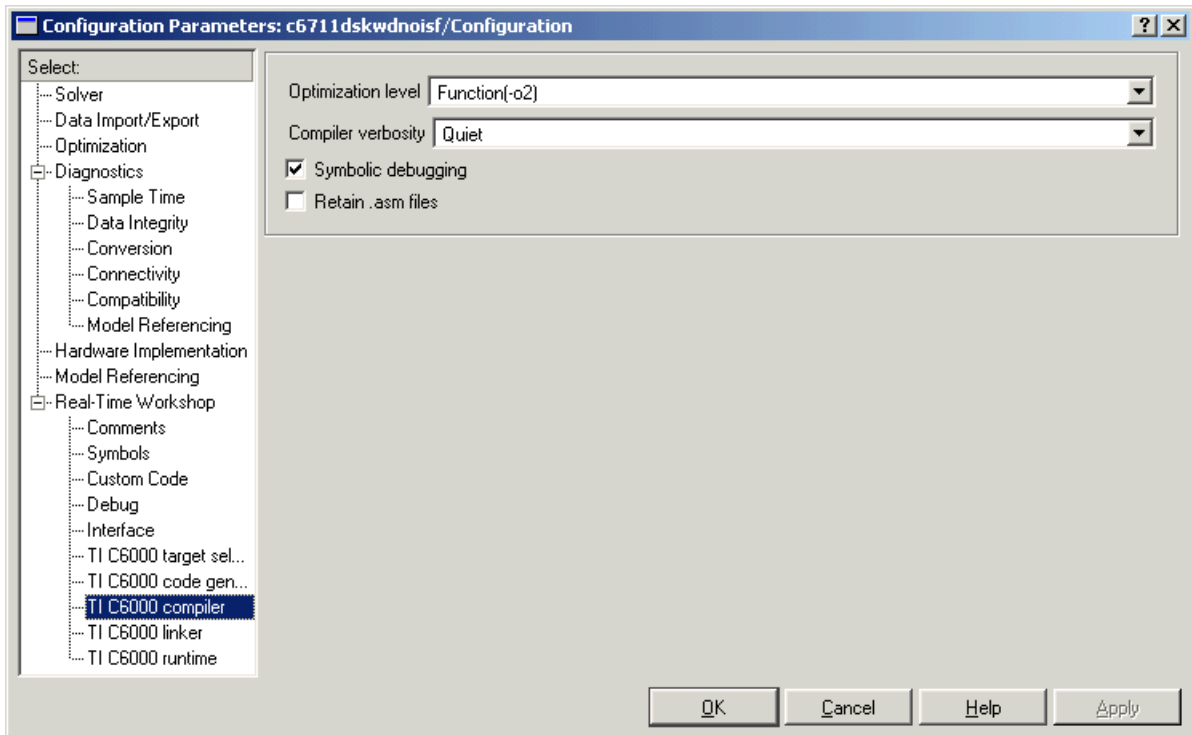 Configuration Parameters: c6711dskwdnoisf/Configuration
Select:
Solver
Data Import/Export
Optimization
Diagnostics
Sample Time
Data Integrity
Conversion
Connectivity
Compatibility
Model Referencing
Hardware Implementation
Model Referencing
Real-Time Workshop
Comments
Symbols
Custom Code
Debug
Interface
TI C6000 target sel...
TI C6000 code gen...
TI C6000 compiler
TI C6000 linker
TI C6000 runtime
Optimization level Function(-o2)
Compiler verbosity Quiet
Symbolic debugging
Retain .asm files
OK Cancel Help Apply